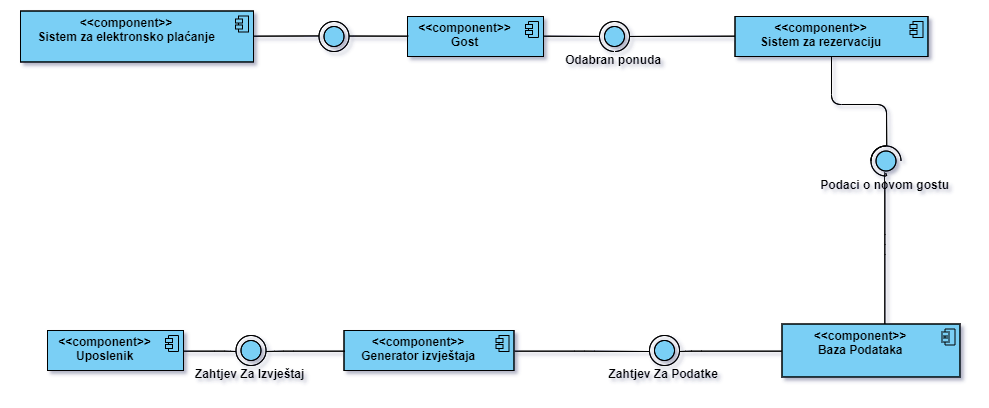 <<component>>
Sistem za elektronsko plaćanje
<<component>>
Gost
Odabran ponuda
<<component>>
Sistem za rezervaciju
Podaci o novom gostu
<<component>>
Uposlenik
Zahtjev Za Izvještaj
<<component>>
Generator izvještaja
Zahtjev Za Podatke
<<component>>
Baza Podataka